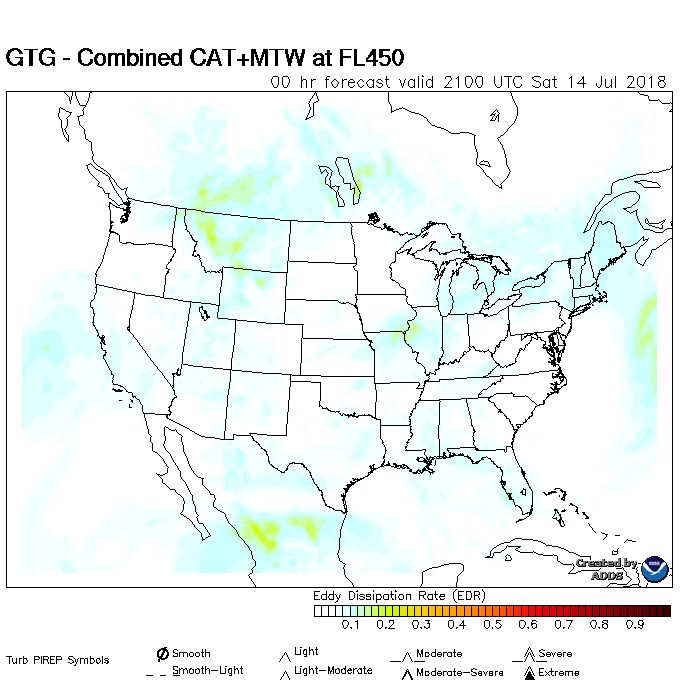 GTG - Combined CAT+MTW at FL450
00 hr forecast valid 2100 UTC Sat 14 Jul 2018
Created by
ADDS
Eddy Dissipation Rate (EDR)
0.1 0.2 0.3 0.4 0.5 0.6 0.7 0.8 0.9
Turb PIREP Symbols
Smooth Light Moderate Severe
Smooth-Light Light-Moderate Moderate-Severe Extreme